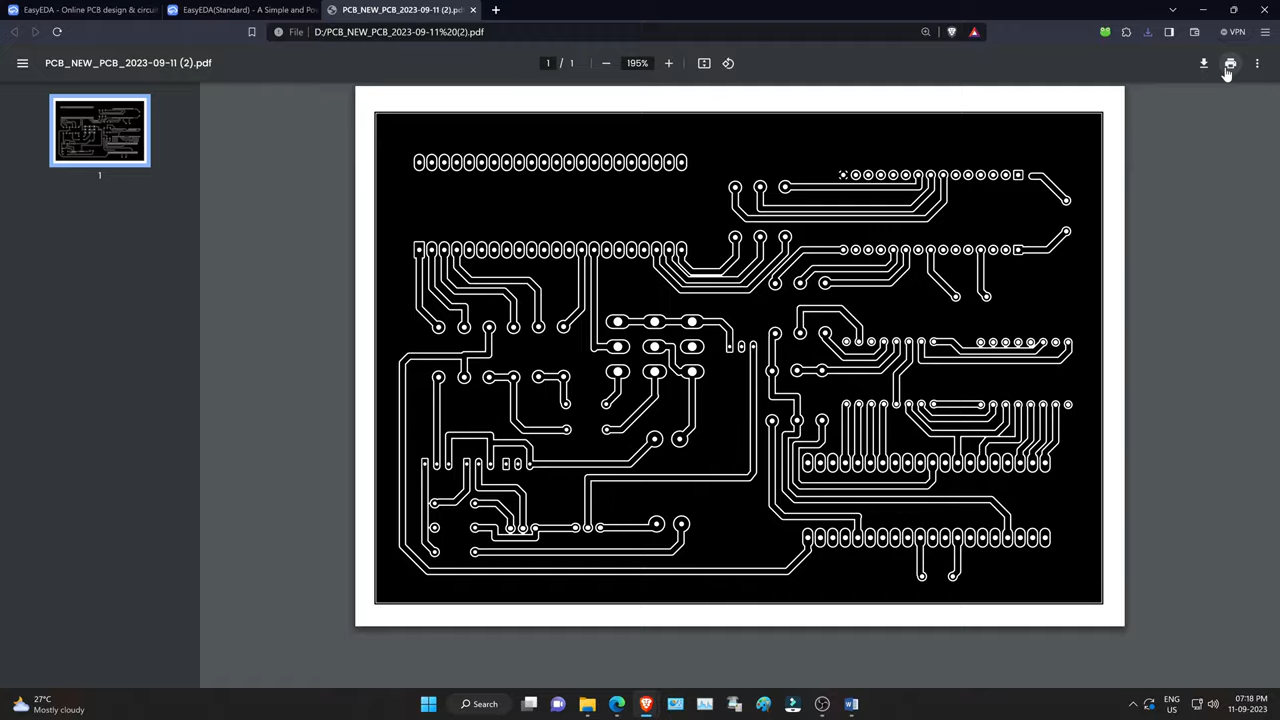 EasyEDA - Online PCB design & circuit
EasyEDA(Standard) - A Simple and Po
PCB_NEW_PCB_2023-09-11 (2).pdf
File
D:/PCB_NEW_PCB_2023-09-11%20(2).pdf
VPN
PCB_NEW_PCB_2023-09-11 (2).pdf
1 / 1
195%
1
27°C
Mostly cloudy
Search
ENG
US
07:18 PM
11-09-2023